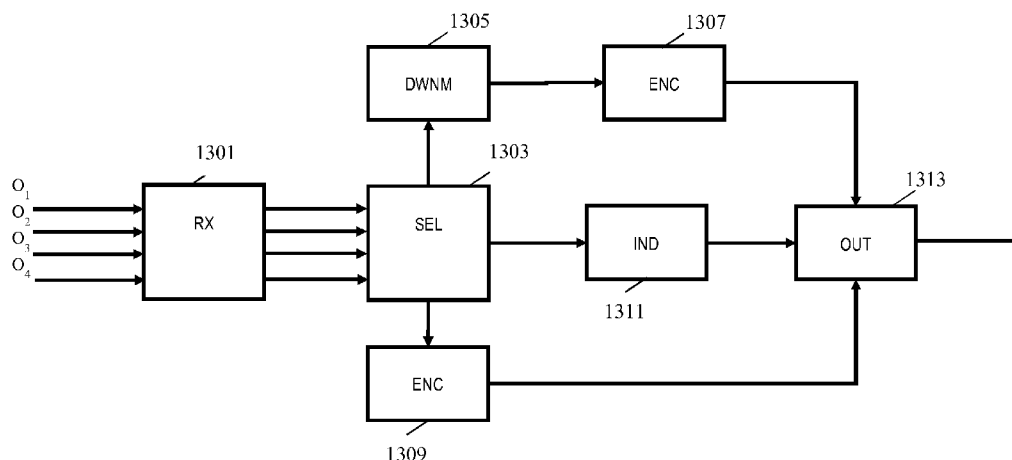 1305
1307
DWNM
ENC
1301
1303
1313
O1
O2
O3
O4
RX
SEL
IND
OUT
1311
ENC
1309